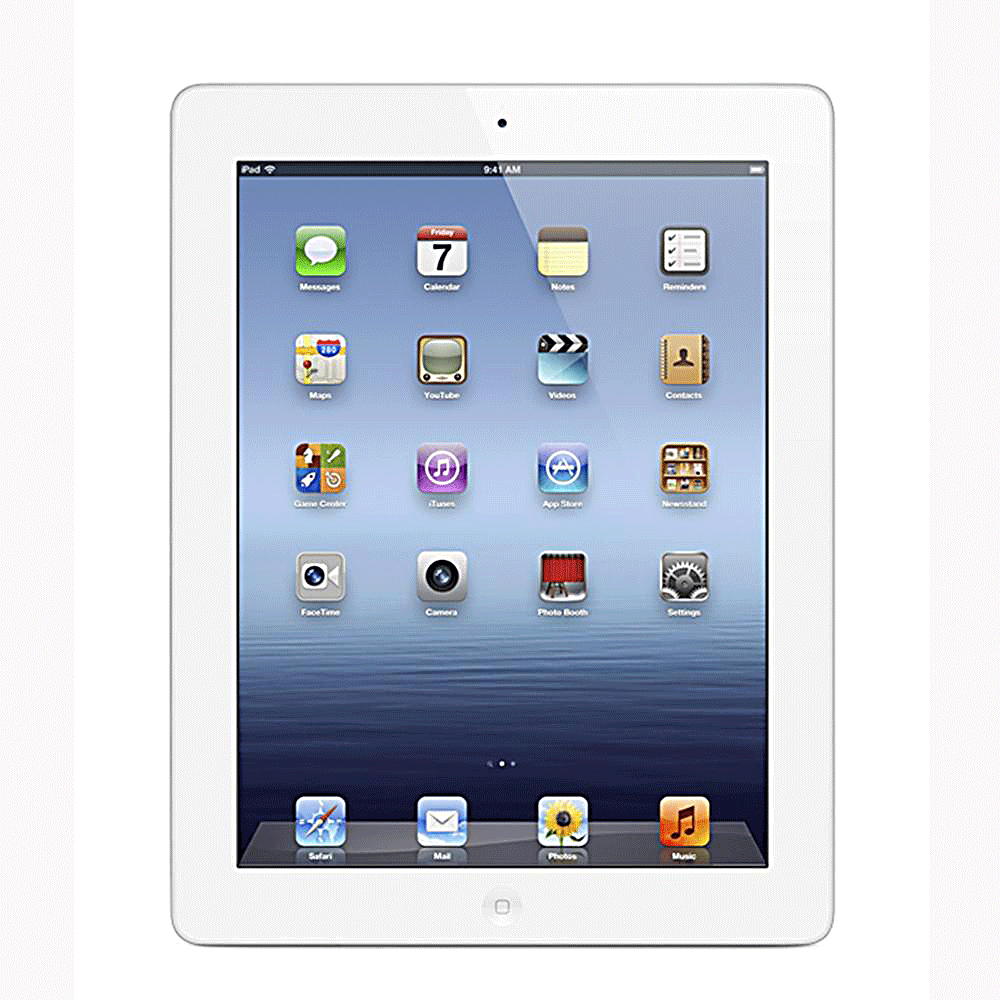 iPad 9:41 AM
Friday
7
280
Messages Calendar Notes Reminders
Maps YouTube Videos Contacts
Game Center iTunes App Store Newsstand
FaceTime Camera Photo Booth Settings
Safari Mail Photos Music